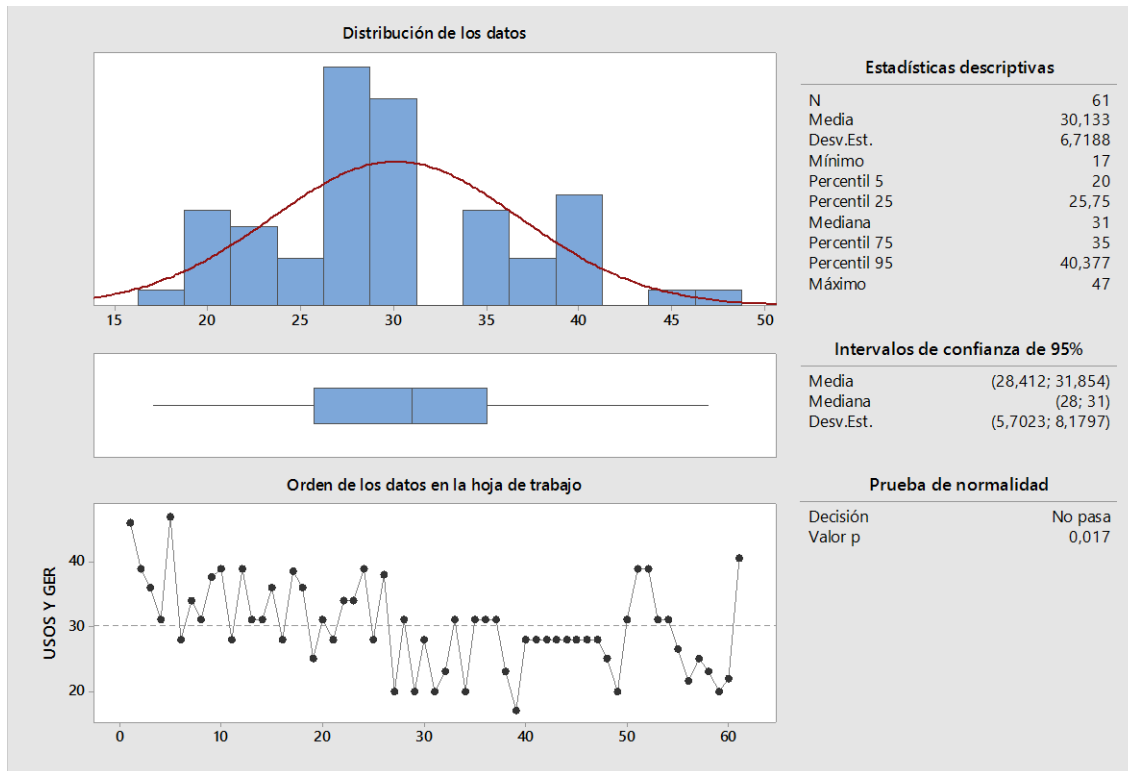 Distribución de los datos
15 20 25 30 35 40 45 50
Estadísticas descriptivas
N 61
Media 30,133
Desv.Est. 6,7188
Mínimo 17
Percentil 5 20
Percentil 25 25,75
Mediana 31
Percentil 75 35
Percentil 95 40,377
Máximo 47
Intervalos de confianza de 95%
Media (28,412; 31,854)
Mediana (28; 31)
Desv.Est. (5,7023; 8,1797)
Orden de los datos en la hoja de trabajo
USOS Y GER
40
30
20
0 10 20 30 40 50 60
Prueba de normalidad
Decisión No pasa
Valor p 0,017